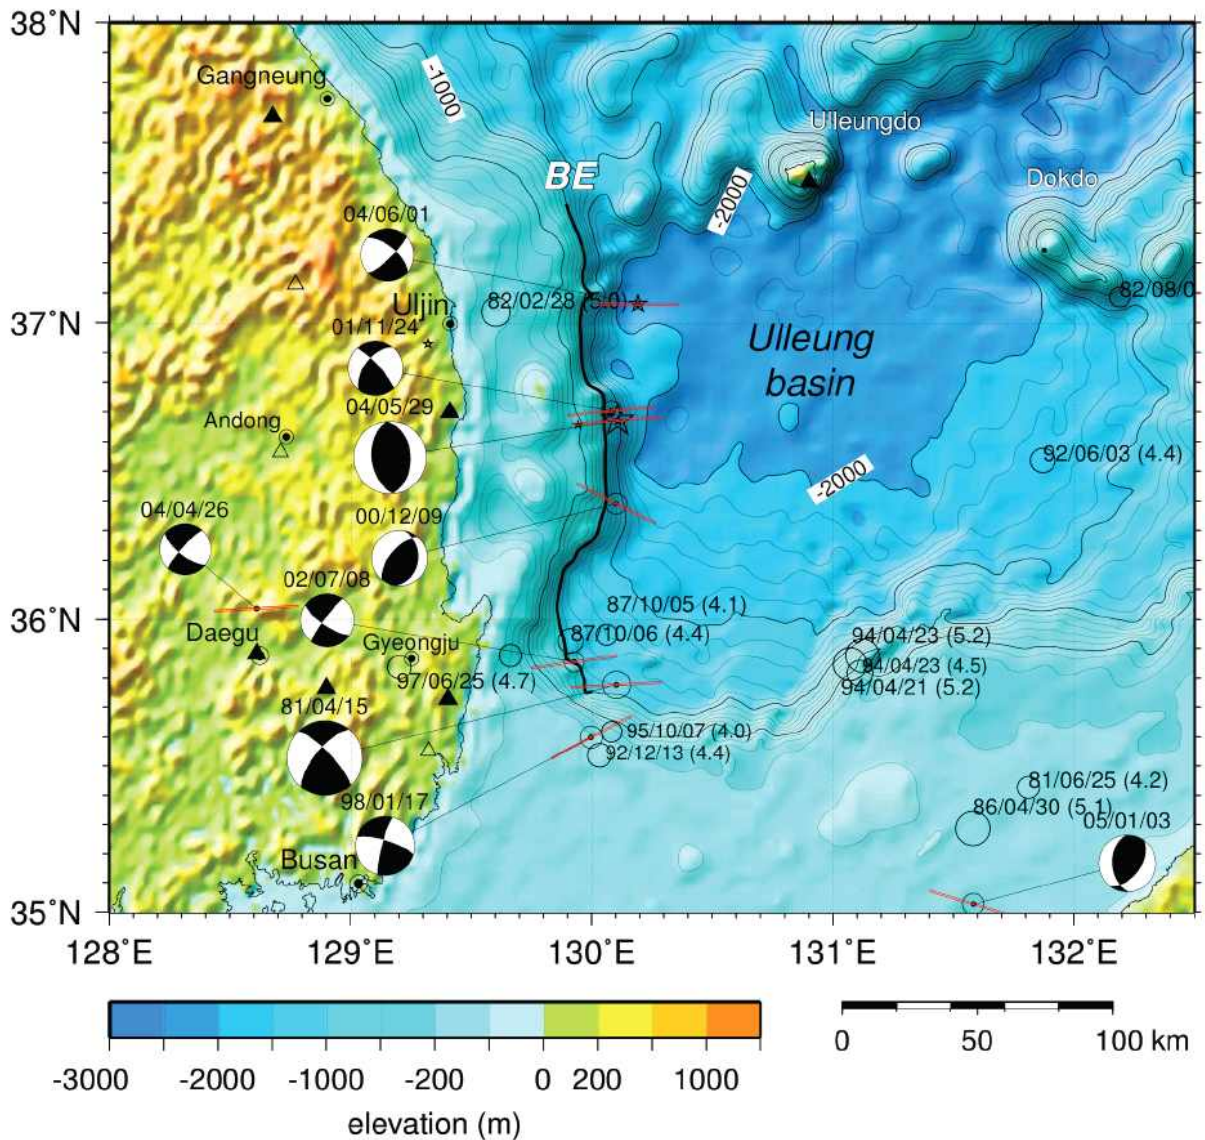 38°N
Gangneung
-1000
Ulleungdo
BE
Dokdo
-2000
04/06/01
82/02/28 (5.0)
82/08/0
Uljin
37°N
01/11/24
Ulleung
basin
04/05/29
Andong
92/06/03 (4.4)
-2000
04/04/26
00/12/09
02/07/08
87/10/05 (4.1)
36°N
87/10/06 (4.4)
94/04/23 (5.2)
Daegu
Gyeongju
94/04/23 (4.5)
97/06/25 (4.7)
94/04/21 (5.2)
81/04/15
95/10/07 (4.0)
92/12/13 (4.4)
81/06/25 (4.2)
98/01/17
86/04/30 (5.1)
05/01/03
Busan
35°N
128°E
129°E
130°E
131°E
132°E
-3000
-2000
-1000
-200
0
200
1000
elevation (m)
0
50
100 km